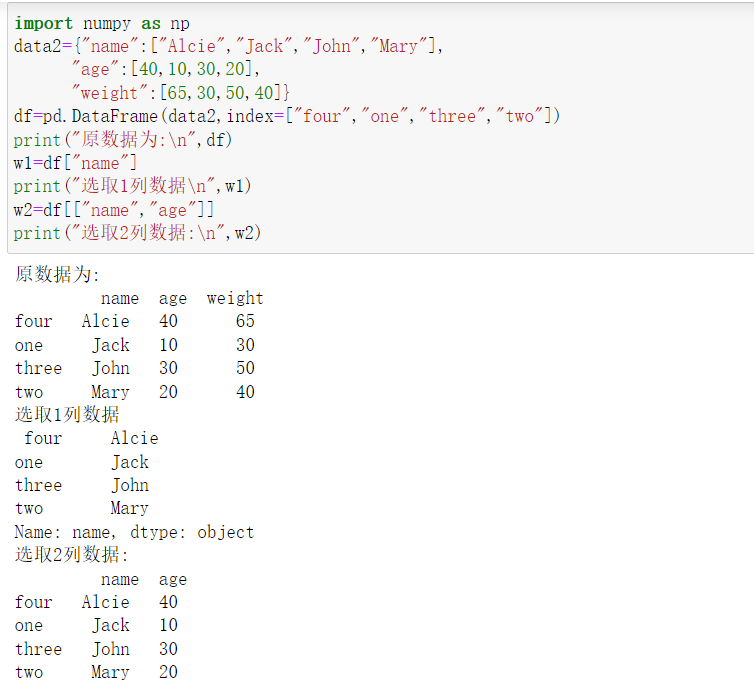 import numpy as np
data2={"name":["Alcie","Jack","John","Mary"],
      "age":[40,10,30,20],
      "weight":[65,30,50,40]}
df=pd.DataFrame(data2,index=["four","one","three","two"])
print("原数据为:\n",df)
w1=df["name"]
print("选取1列数据\n",w1)
w2=df[["name","age"]]
print("选取2列数据:\n",w2)
原数据为:
         name  age  weight
four   Alcie   40      65
one     Jack   10      30
three   John   30      50
two     Mary   20      40
选取1列数据
 four     Alcie
one       Jack
three     John
two       Mary
Name: name, dtype: object
选取2列数据:
         name  age
four   Alcie   40
one     Jack   10
three   John   30
two     Mary   20